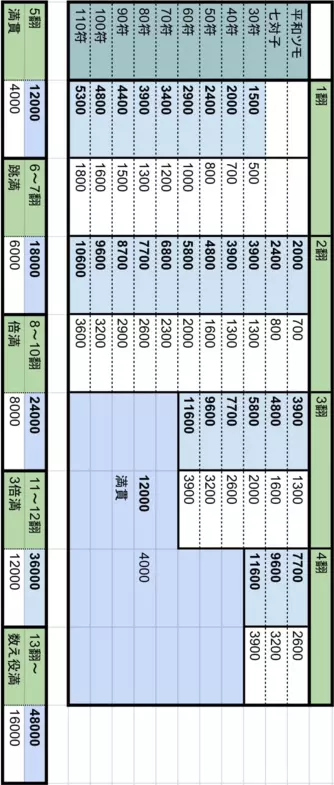 1翻 2翻 3翻 4翻
平和ツモ 2000 700 3900 1300 7700 2600
七対子 2400 800 4800 1600 9600 3200
30符 1500 500 3900 1300 5800 2000 11600 3900
40符 2000 700 3900 1300 7700 2600
50符 2400 800 4800 1600 9600 3200
60符 2900 1000 5800 2000 11600 3900
70符 3400 1200 6800 2300
80符 3900 1300 7700 2600 12000 4000
90符 4400 1500 8700 2900 満貫
100符 4800 1600 9600 3200
110符 5300 1800 10600 3600
5翻 12000 6〜7翻 18000 8〜10翻 24000 11〜12翻 36000 13翻〜 48000
満貫 4000 跳満 6000 倍満 8000 3倍満 12000 数え役満 16000